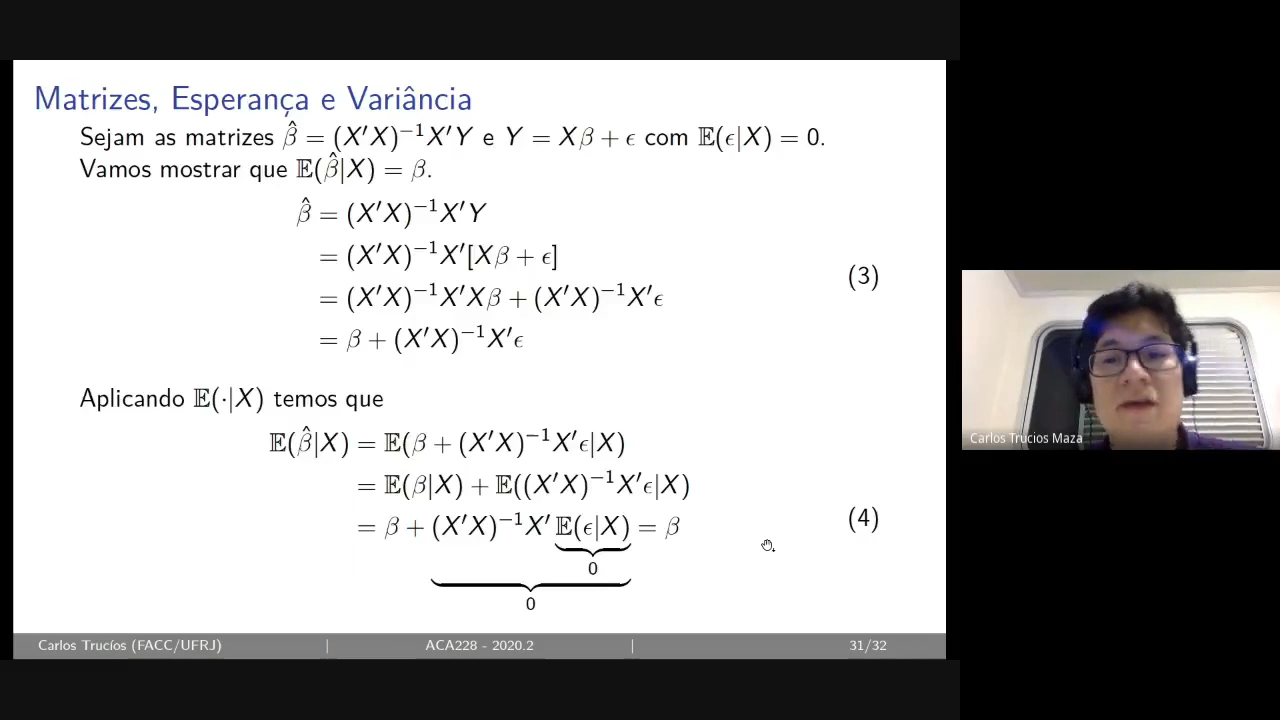 Matrizes, Esperança e Variância
Sejam as matrizes β̂ = (X′X)⁻¹X′Y e Y = Xβ + ϵ com 𝔼(ϵ|X) = 0.
Vamos mostrar que 𝔼(β̂|X) = β.
β̂ = (X′X)⁻¹X′Y
= (X′X)⁻¹X′[Xβ + ϵ]
(3)
= (X′X)⁻¹X′Xβ + (X′X)⁻¹X′ϵ
= β + (X′X)⁻¹X′ϵ
Aplicando 𝔼(·|X) temos que
𝔼(β̂|X) = 𝔼(β + (X′X)⁻¹X′ϵ|X)
= 𝔼(β|X) + 𝔼((X′X)⁻¹X′ϵ|X)
= β + (X′X)⁻¹X′ 𝔼(ϵ|X) = β (4)
0
0
Carlos Trucíos (FACC/UFRJ) | ACA228 - 2020.2 | 31/32
Carlos Trucios Maza